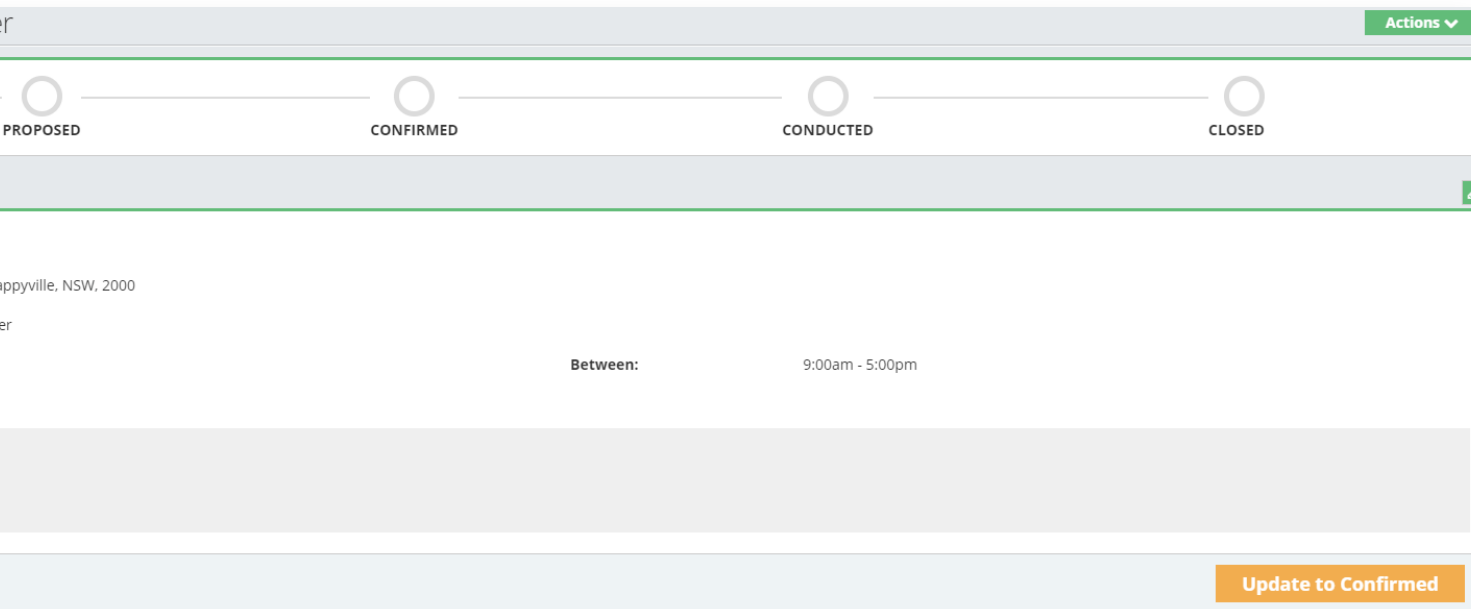 er
Actions
PROPOSED CONFIRMED CONDUCTED CLOSED
appyville, NSW, 2000
er
Between: 9:00am - 5:00pm
Update to Confirmed